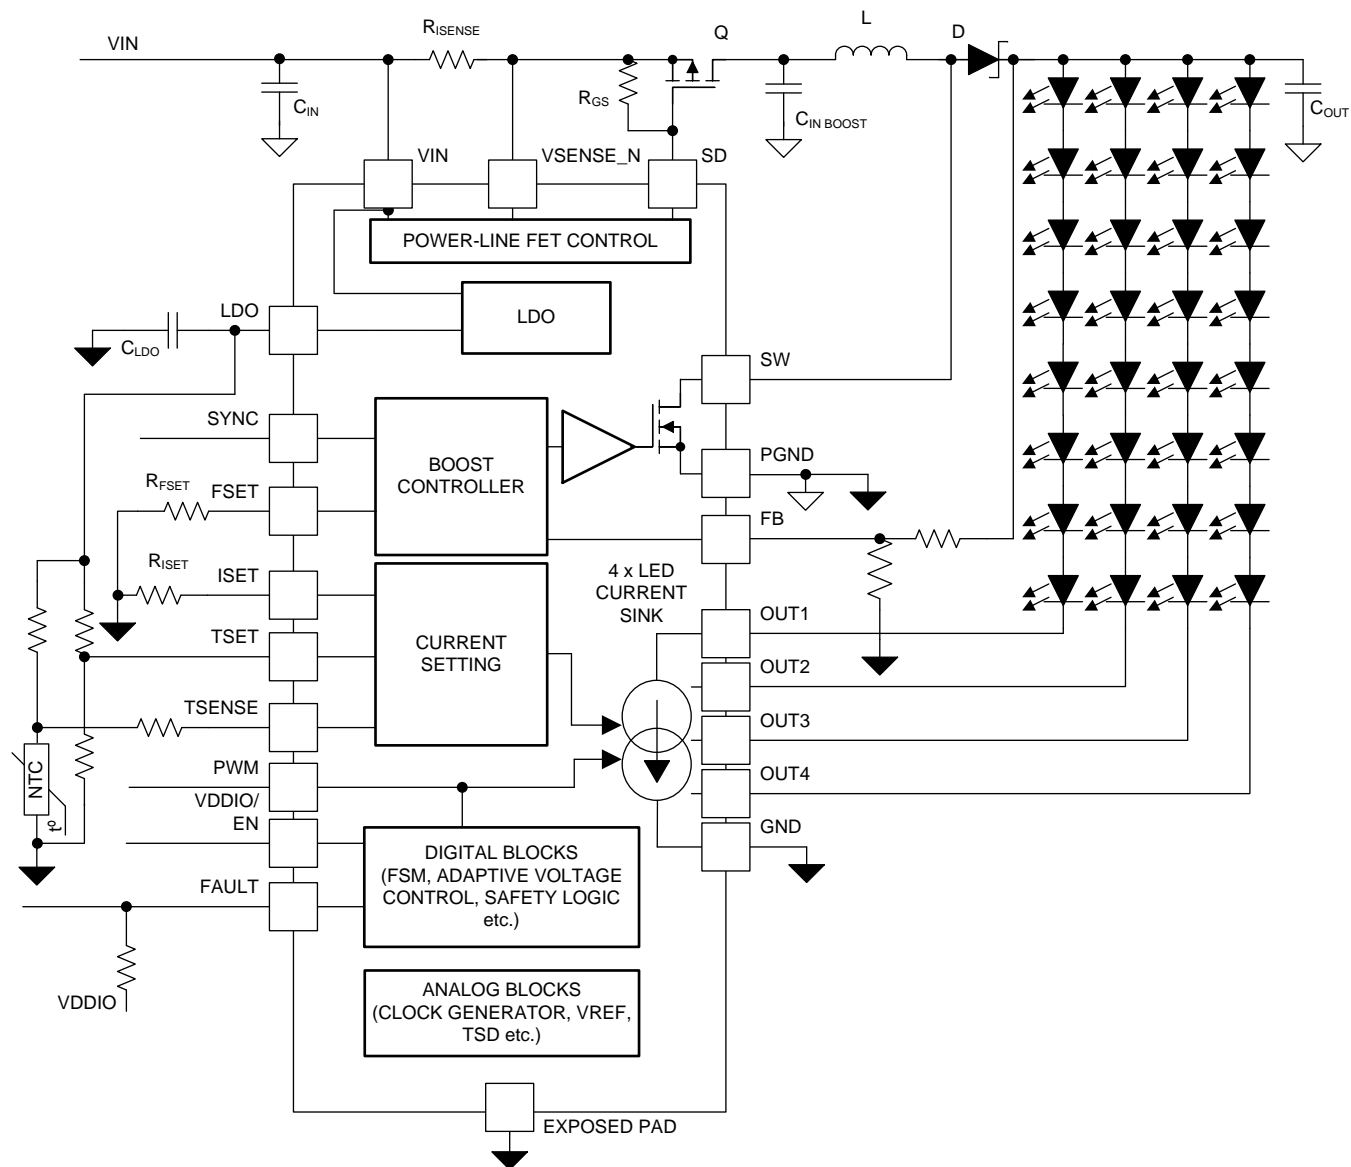 VIN
RISENSE
Q
L
D
CIN
RGS
CIN BOOST
COUT
VIN
VSENSE_N
SD
POWER-LINE FET CONTROL
LDO
LDO
CLDO
SW
SYNC
BOOST
CONTROLLER
PGND
RFSET
FSET
FB
RISET
ISET
4 x LED
CURRENT
SINK
OUT1
TSET
CURRENT
SETTING
OUT2
TSENSE
OUT3
PWM
NTC
t⁰
OUT4
VDDIO/
EN
GND
DIGITAL BLOCKS
(FSM, ADAPTIVE VOLTAGE
CONTROL, SAFETY LOGIC
etc.)
FAULT
VDDIO
ANALOG BLOCKS
(CLOCK GENERATOR, VREF,
TSD etc.)
EXPOSED PAD